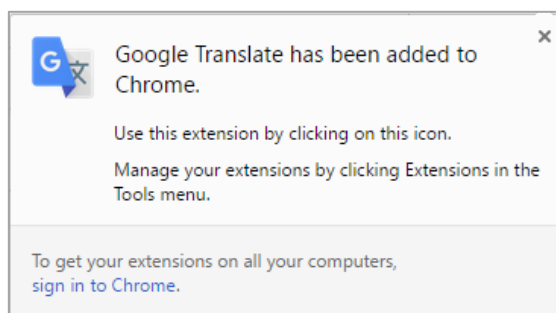 G 文
Google Translate has been added to
Chrome.
Use this extension by clicking on this icon.
Manage your extensions by clicking Extensions in the
Tools menu.
To get your extensions on all your computers,
sign in to Chrome.